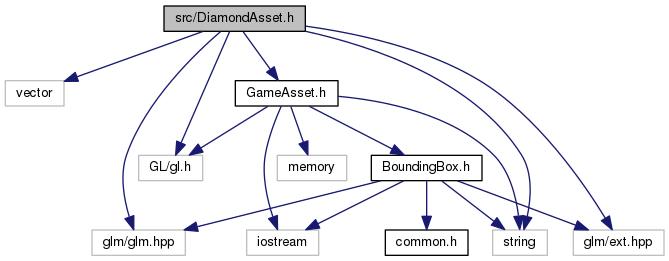 src/DiamondAsset.h
vector
GameAsset.h
GL/gl.h
memory
BoundingBox.h
glm/glm.hpp
iostream
common.h
string
glm/ext.hpp